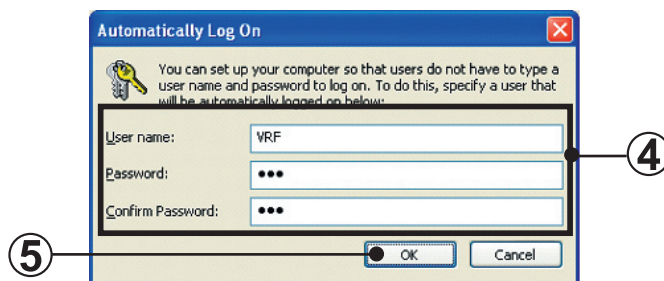 Automatically Log On
You can set up your computer so that users do not have to type a
user name and password to log on. To do this, specify a user that
will be automatically logged on below:
User name: VRF
Password: •••
Confirm Password: •••
4
5
OK Cancel